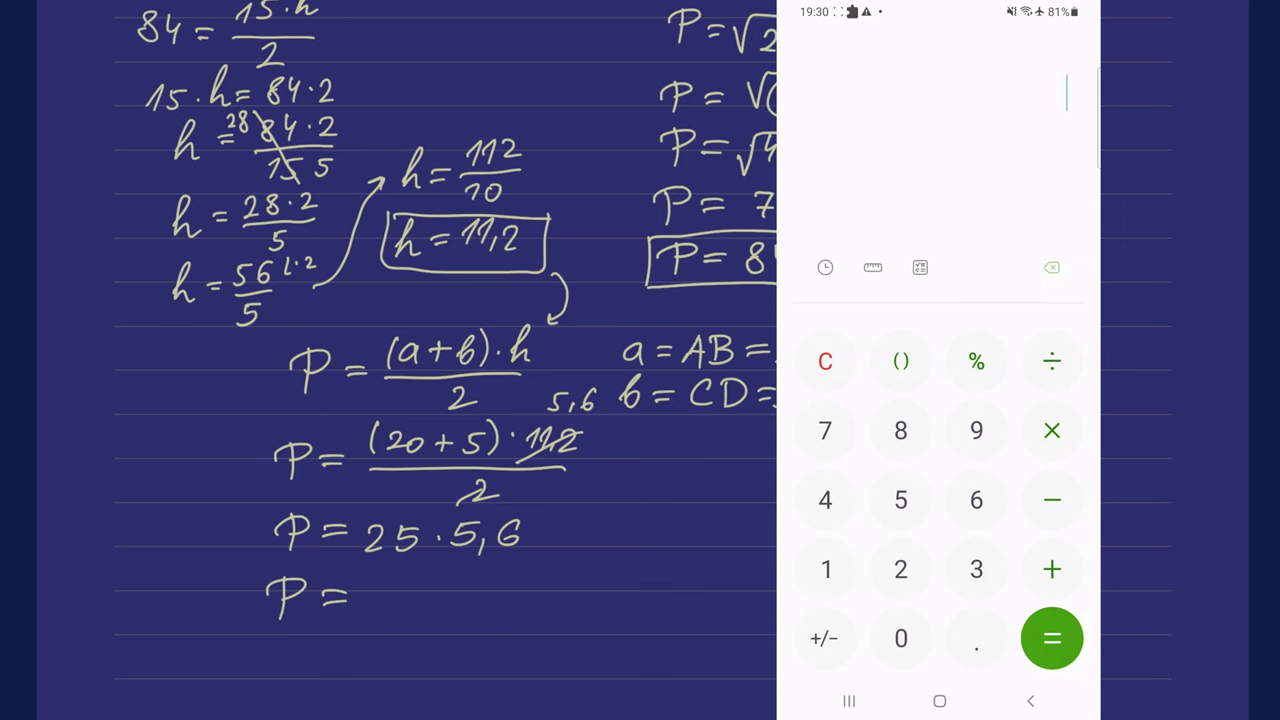 84 = 15·h / 2
15·h = 84·2
h = 28 84·2 / 15 5
h = 28·2 / 5
h = 56 /·2 / 5
h = 112 / 10
h = 11,2
P = √2
P = √(
P = √4
P = 7
P = 8
P = (a+b)·h / 2
a = AB =
b = CD =
5,6
P = (20+5)·11,2 / 2
P = 25·5,6
P =
19:30
81%
C () % ÷
7 8 9 ×
4 5 6 −
1 2 3 +
+/− 0 . =